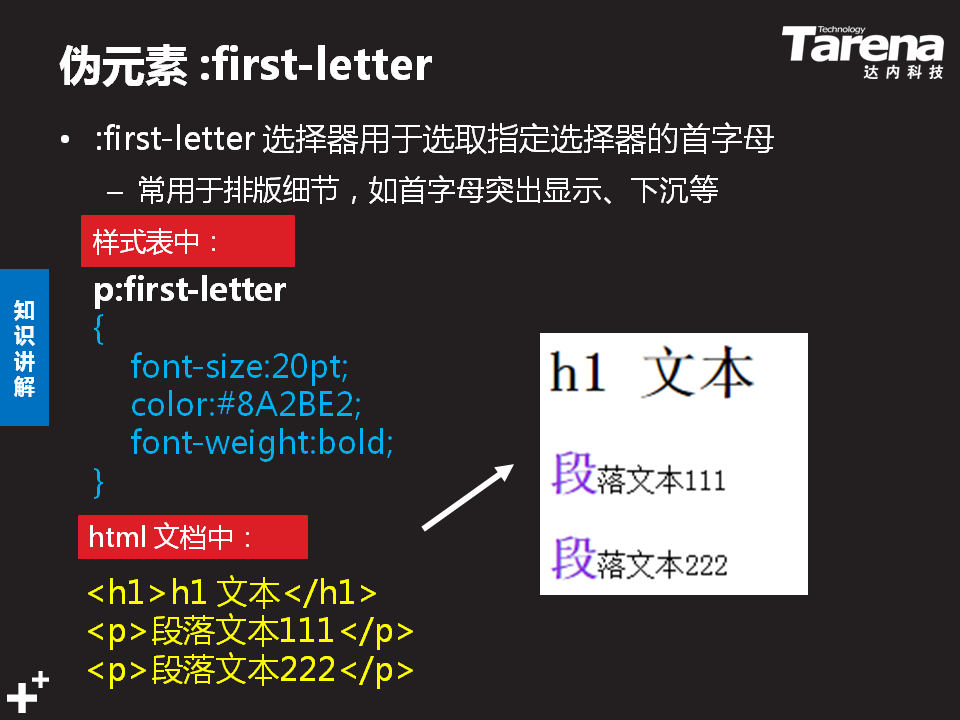 伪元素 :first-letter
Technology
Tarena
达内科技
• :first-letter 选择器用于选取指定选择器的首字母
– 常用于排版细节，如首字母突出显示、下沉等
样式表中：
p:first-letter
{
font-size:20pt;
color:#8A2BE2;
font-weight:bold;
}
知识讲解
h1 文本
段落文本111
段落文本222
html 文档中：
<h1>h1 文本</h1>
<p>段落文本111</p>
<p>段落文本222</p>